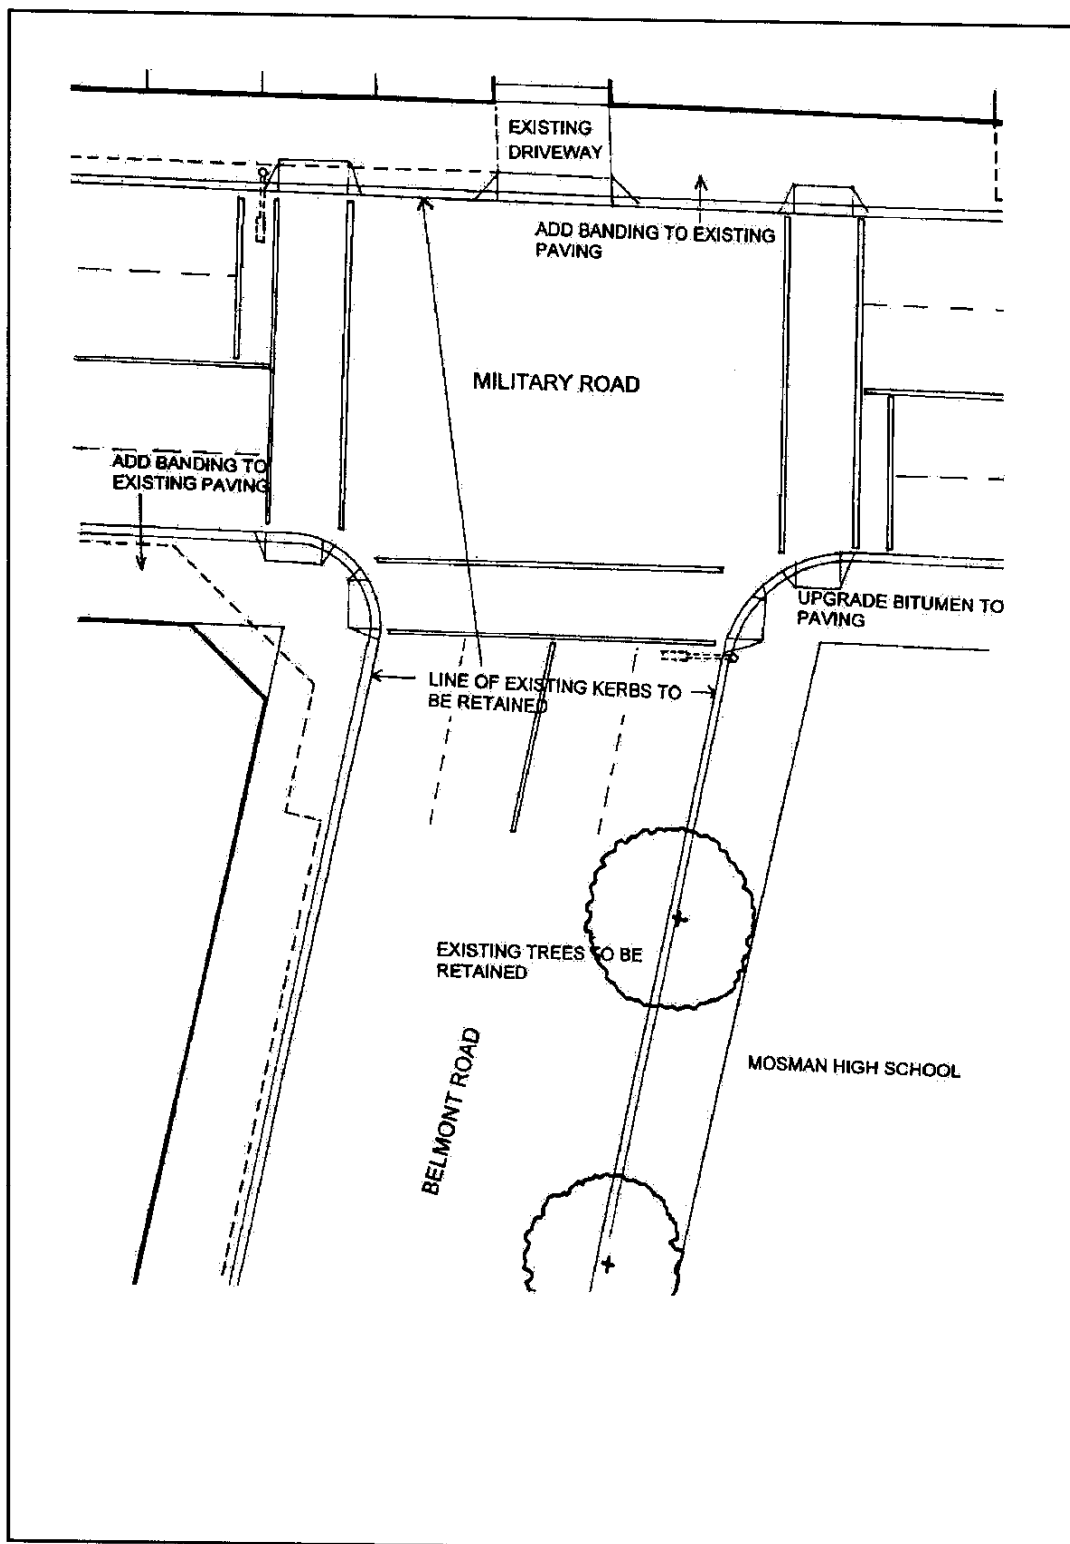 EXISTING
DRIVEWAY
ADD BANDING TO EXISTING
PAVING
MILITARY ROAD
ADD BANDING TO
EXISTING PAVING
UPGRADE BITUMEN TO
PAVING
LINE OF EXISTING KERBS TO
BE RETAINED
EXISTING TREES TO BE
RETAINED
BELMONT ROAD
MOSMAN HIGH SCHOOL